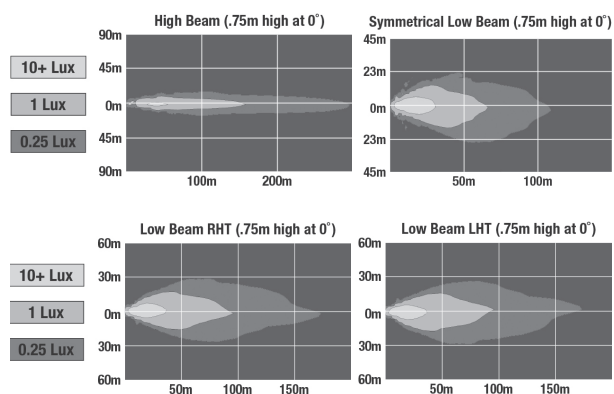 High Beam (.75m high at 0˚)
90m
45m
0m
45m
90m
100m
200m
10+ Lux
1 Lux
0.25 Lux
Symmetrical Low Beam (.75m high at 0˚)
45m
23m
0m
23m
45m
50m
100m
Low Beam RHT (.75m high at 0˚)
60m
30m
0m
30m
60m
50m
100m
150m
10+ Lux
1 Lux
0.25 Lux
Low Beam LHT (.75m high at 0˚)
60m
30m
0m
30m
60m
50m
100m
150m